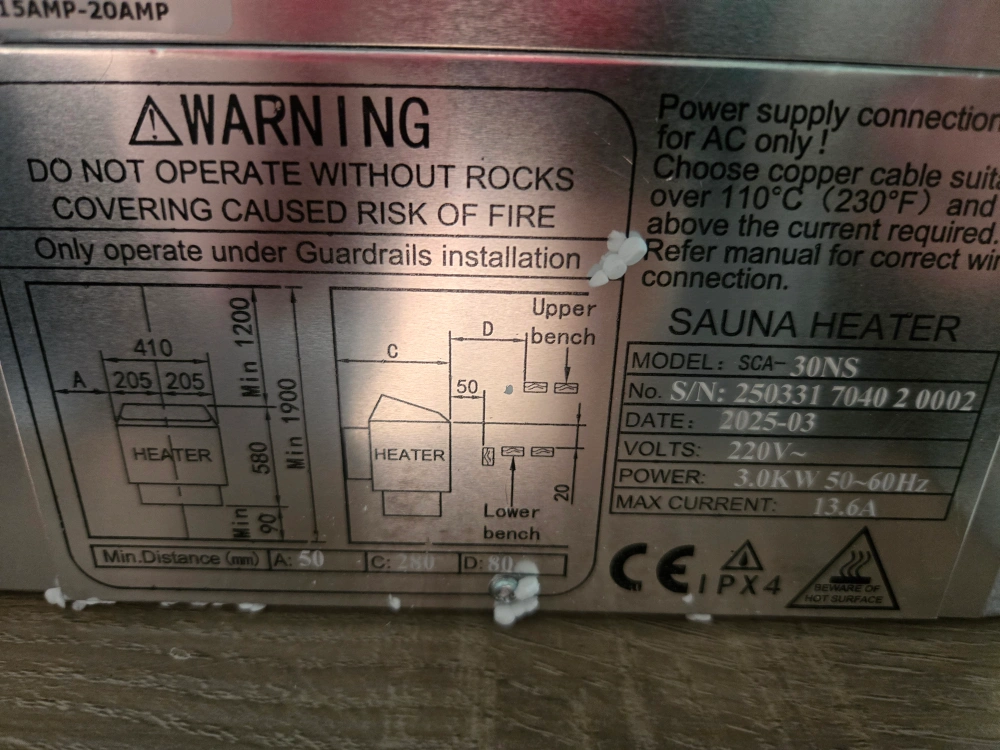 15AMP-20AMP
WARNING
DO NOT OPERATE WITHOUT ROCKS
COVERING CAUSED RISK OF FIRE
Only operate under Guardrails installation
410
A
205
205
Min 1200
Min 1900
580
HEATER
Min 90
C
D
Upper
bench
50
HEATER
20
Lower
bench
Min.Distance (mm) A: 50 C: 280 D: 80
Power supply connection
for AC only !
Choose copper cable suit
over 110°C (230°F) and
above the current required.
Refer manual for correct wir
connection.
SAUNA HEATER
MODEL: SCA-30NS
No. S/N: 250331 7040 2 0002
DATE: 2025-03
VOLTS: 220V~
POWER: 3.0KW 50~60Hz
MAX CURRENT: 13.6A
CE
IPX4
BEWARE OF
HOT SURFACE